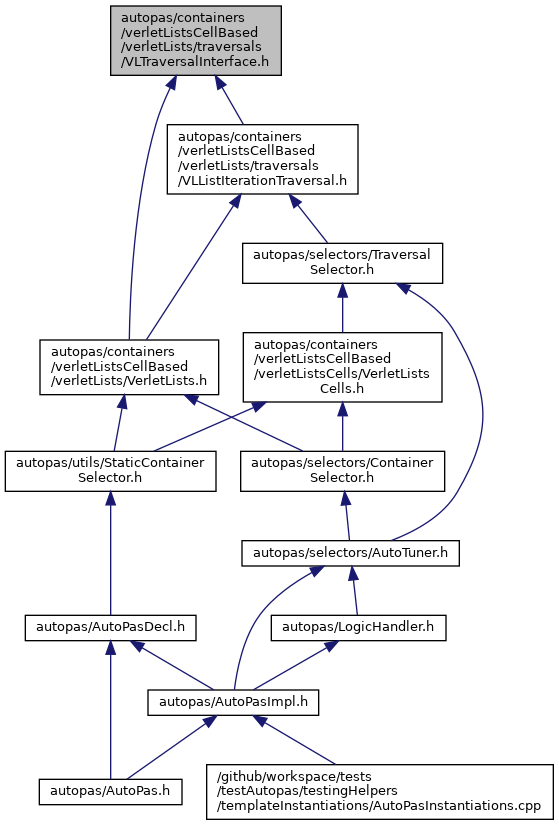 autopas/containers
/verletListsCellBased
/verletLists/traversals
/VLTraversalInterface.h
autopas/containers
/verletListsCellBased
/verletLists/traversals
/VLListIterationTraversal.h
autopas/selectors/Traversal
Selector.h
autopas/containers
/verletListsCellBased
/verletListsCells/VerletLists
Cells.h
autopas/containers
/verletListsCellBased
/verletLists/VerletLists.h
autopas/utils/StaticContainer
Selector.h
autopas/selectors/Container
Selector.h
autopas/selectors/AutoTuner.h
autopas/AutoPasDecl.h
autopas/LogicHandler.h
autopas/AutoPasImpl.h
autopas/AutoPas.h
/github/workspace/tests
/testAutopas/testingHelpers
/templateInstantiations/AutoPasInstantiations.cpp